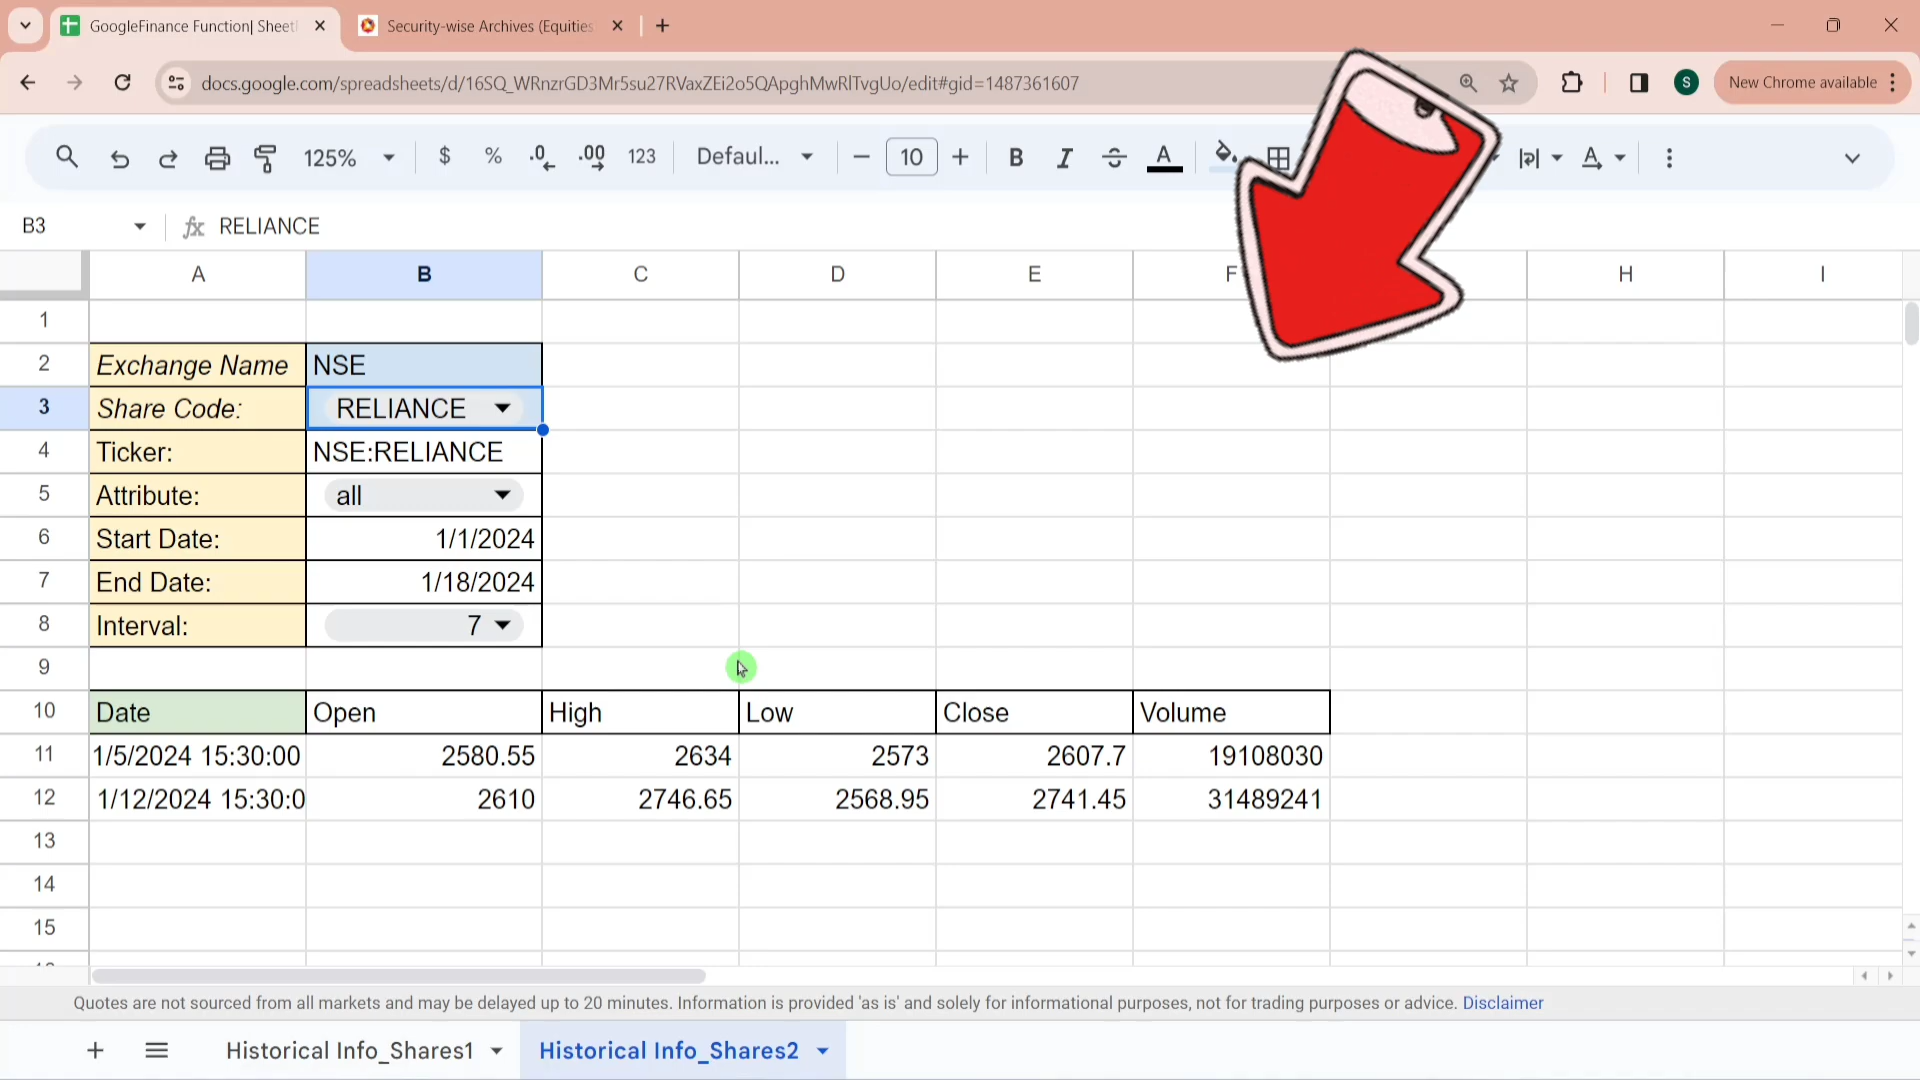 GoogleFinance Function| Sheet
Security-wise Archives (Equities
docs.google.com/spreadsheets/d/16SQ_WRnzrGD3Mr5su27RVaxZEi2o5QApghMwRlTvgUo/edit#gid=1487361607
S
New Chrome available
125% $ % .0 .00 123 Defaul... 10 B I A A
B3 fx RELIANCE
A B C D E F H I
1
2 Exchange Name NSE
3 Share Code: RELIANCE
4 Ticker: NSE:RELIANCE
5 Attribute: all
6 Start Date: 1/1/2024
7 End Date: 1/18/2024
8 Interval: 7
9
10 Date Open High Low Close Volume
11 1/5/2024 15:30:00 2580.55 2634 2573 2607.7 19108030
12 1/12/2024 15:30:0 2610 2746.65 2568.95 2741.45 31489241
13
14
15
Quotes are not sourced from all markets and may be delayed up to 20 minutes. Information is provided 'as is' and solely for informational purposes, not for trading purposes or advice. Disclaimer
Historical Info_Shares1 Historical Info_Shares2